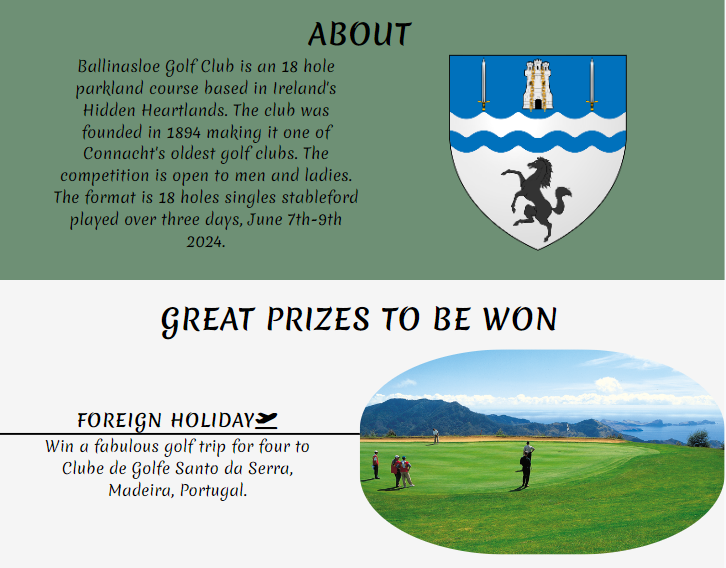 ABOUT
Ballinasloe Golf Club is an 18 hole
parkland course based in Ireland's
Hidden Heartlands. The club was
founded in 1894 making it one of
Connacht's oldest golf clubs. The
competition is open to men and ladies.
The format is 18 holes singles stableford
played over three days, June 7th-9th
2024.
GREAT PRIZES TO BE WON
FOREIGN HOLIDAY
Win a fabulous golf trip for four to
Clube de Golfe Santo da Serra,
Madeira, Portugal.